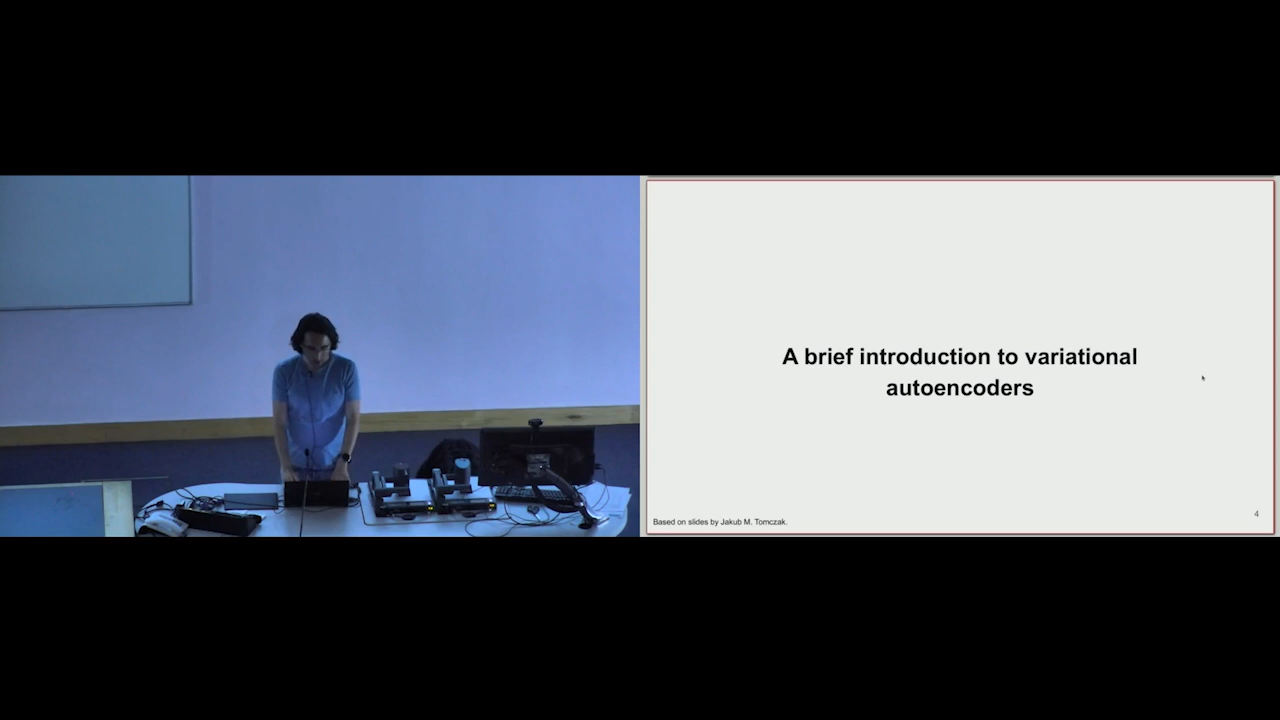 A brief introduction to variational
autoencoders
Based on slides by Jakub M. Tomczak.
4